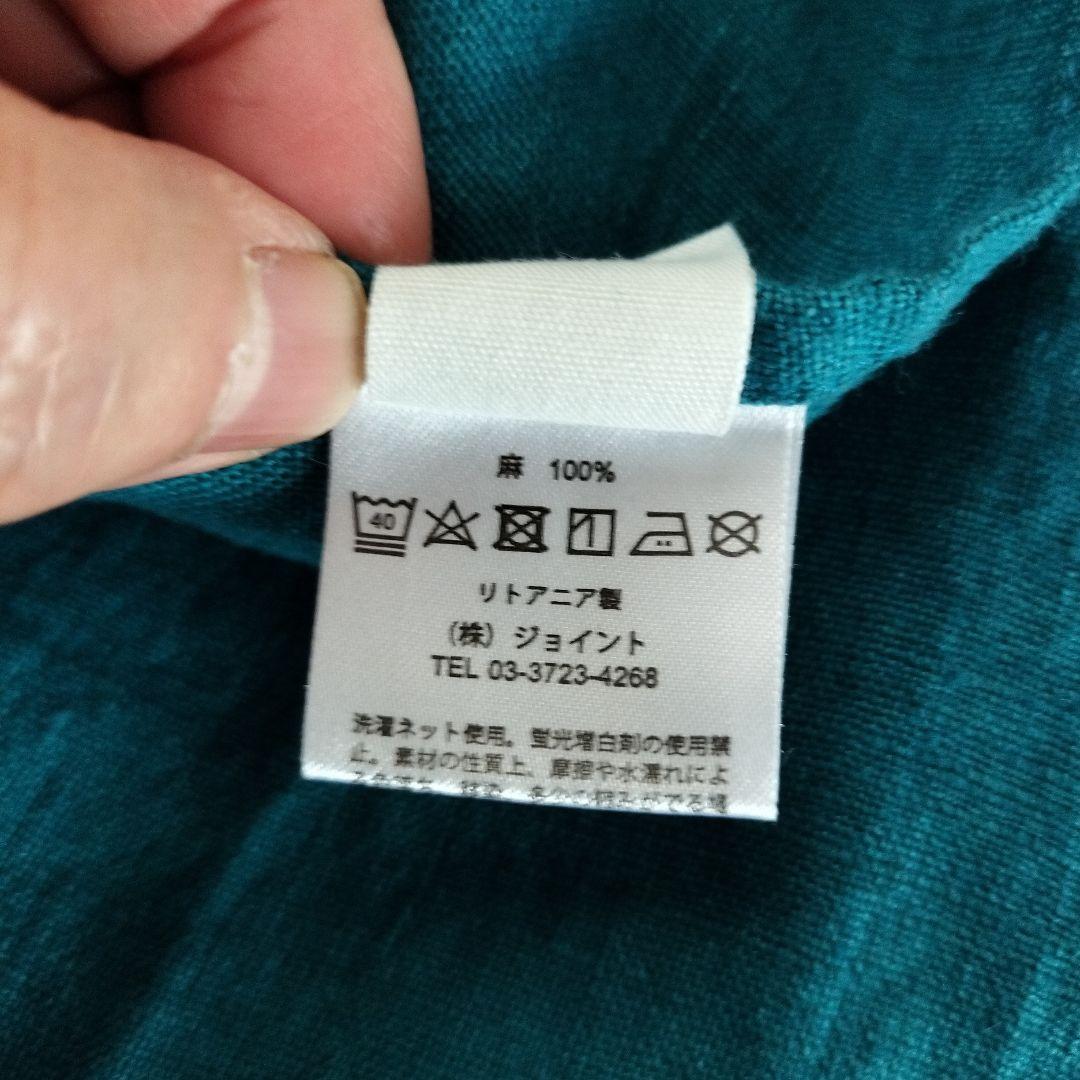 麻 100%
40
リトアニア製
（株）ジョイント
TEL 03-3723-4268
洗濯ネット使用。蛍光増白剤の使用禁
止。素材の性質上、摩擦や水濡れによ